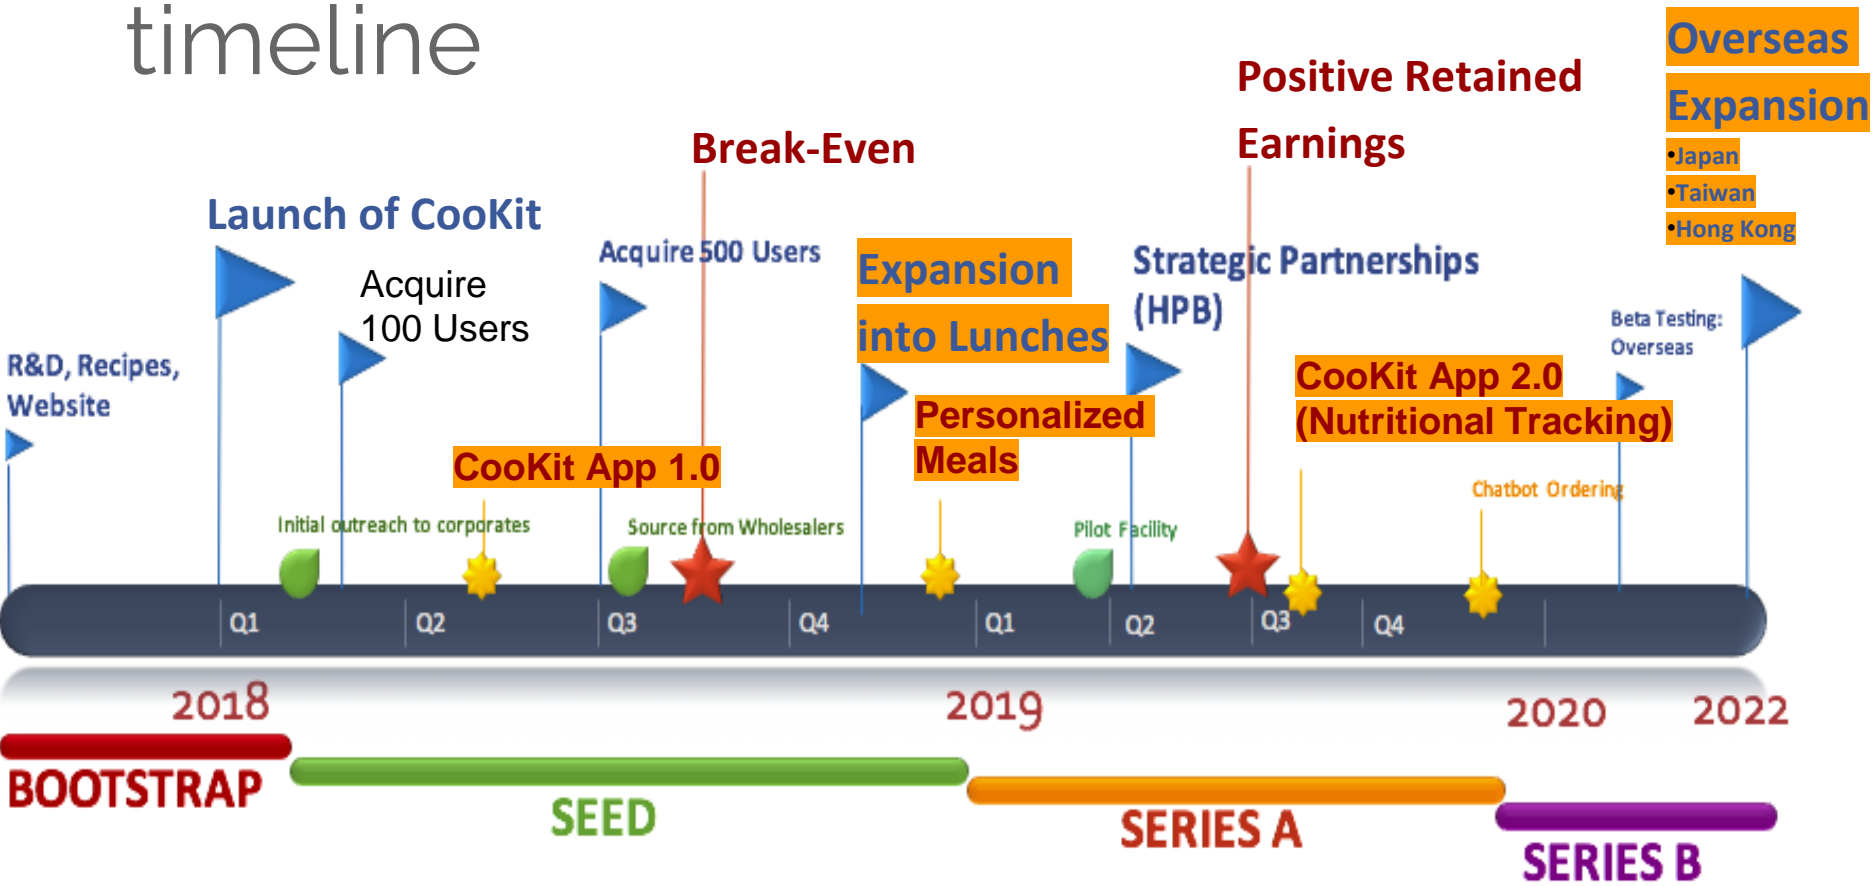 timeline
Overseas
Expansion
•Japan
•Taiwan
•Hong Kong
Positive Retained
Earnings
Break-Even
Launch of CooKit
Acquire 500 Users
Acquire
100 Users
Expansion
into Lunches
Strategic Partnerships
(HPB)
Beta Testing:
Overseas
R&D, Recipes,
Website
CooKit App 2.0
(Nutritional Tracking)
Personalized
Meals
CooKit App 1.0
Chatbot Ordering
Initial outreach to corporates
Source from Wholesalers
Pilot Facility
Q1 Q2 Q3 Q4 Q1 Q2 Q3 Q4
2018 2019 2020 2022
BOOTSTRAP
SEED
SERIES A
SERIES B